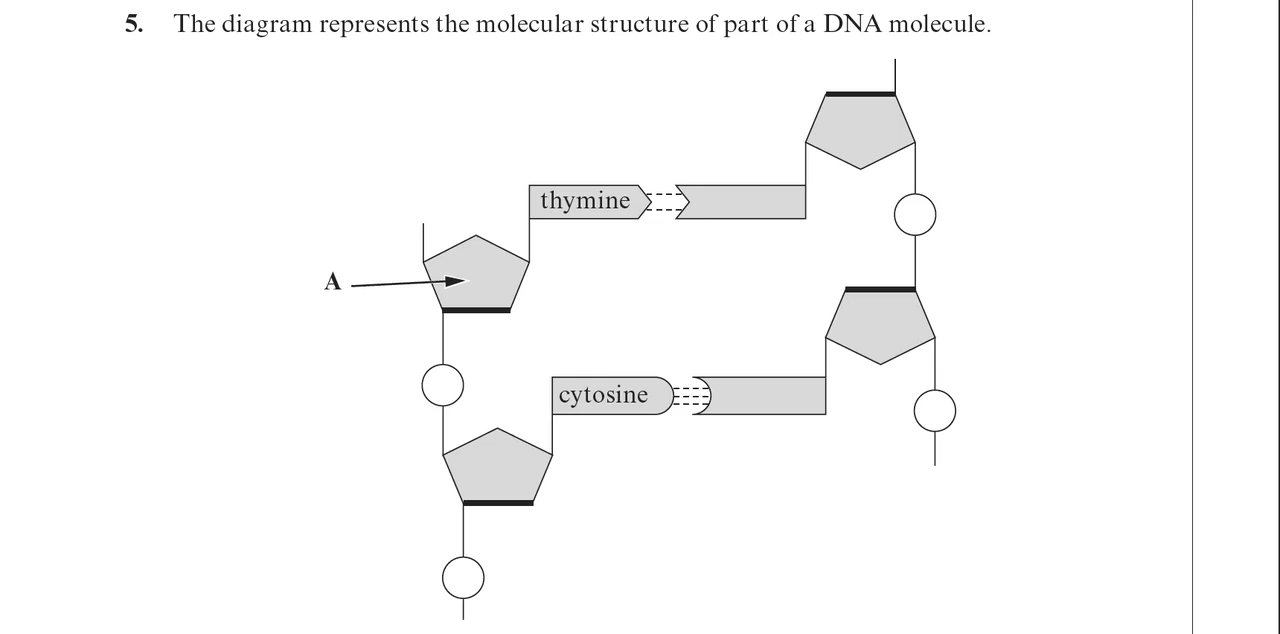 5. The diagram represents the molecular structure of part of a DNA molecule.
thymine
A
cytosine